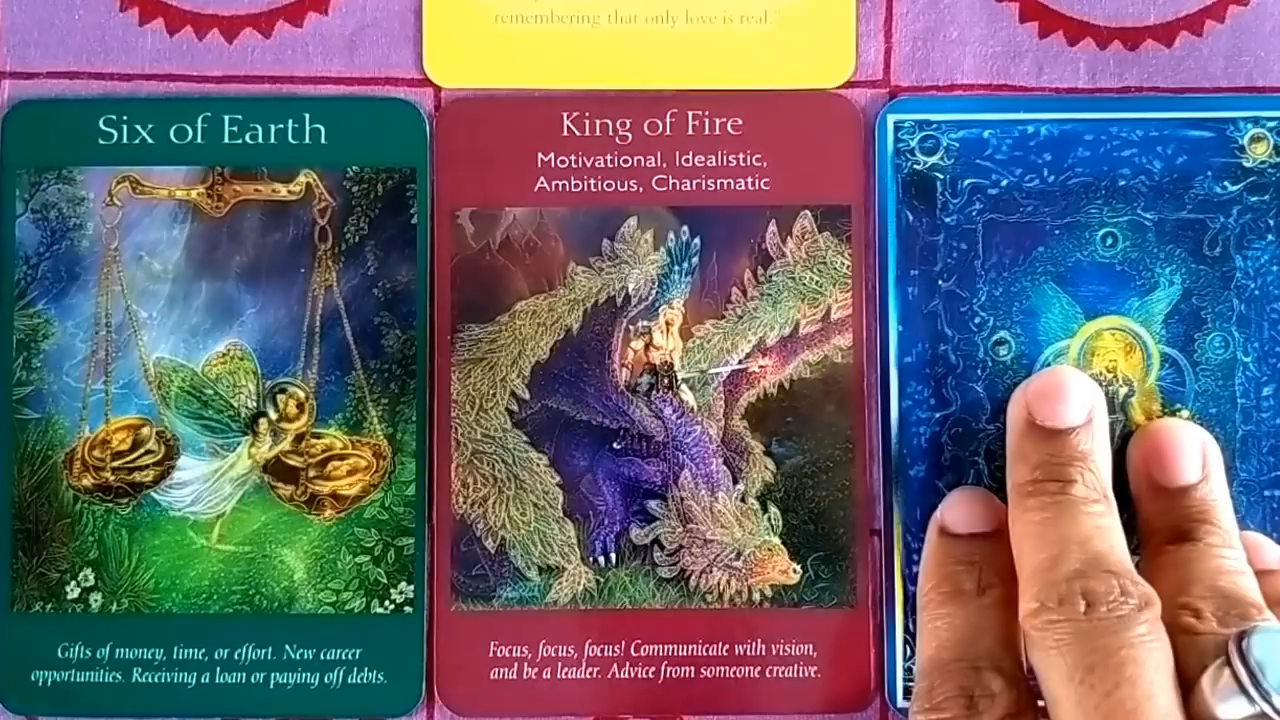 remembering that only love is real."
Six of Earth
Gifts of money, time, or effort. New career
opportunities. Receiving a loan or paying off debts.
King of Fire
Motivational, Idealistic,
Ambitious, Charismatic
Focus, focus, focus! Communicate with vision,
and be a leader. Advice from someone creative.